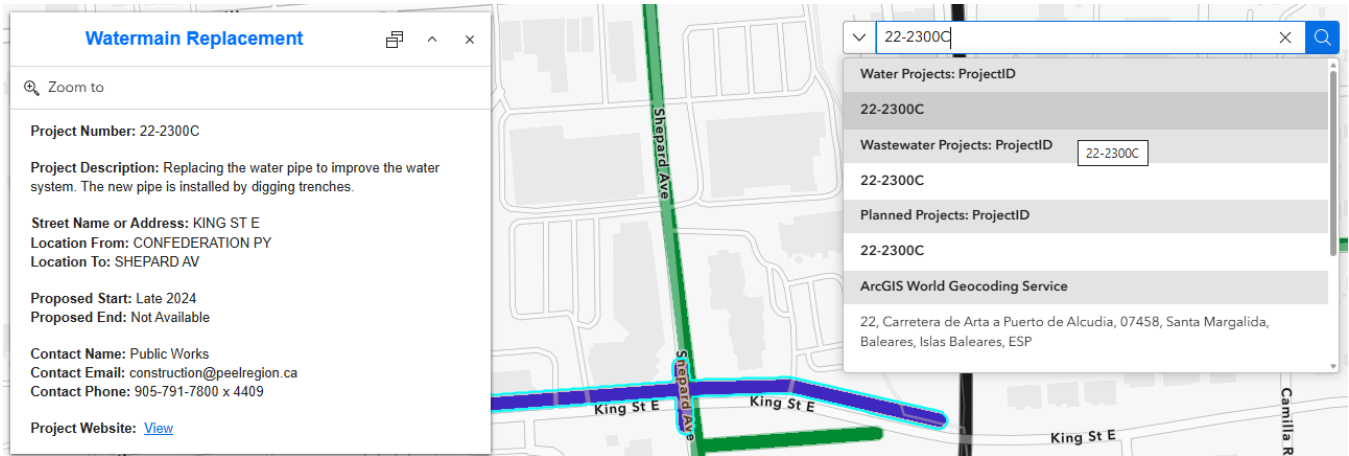 Watermain Replacement
Zoom to
Project Number: 22-2300C
Project Description: Replacing the water pipe to improve the water
system. The new pipe is installed by digging trenches.
Street Name or Address: KING ST E
Location From: CONFEDERATION PY
Location To: SHEPARD AV
Proposed Start: Late 2024
Proposed End: Not Available
Contact Name: Public Works
Contact Email: construction@peelregion.ca
Contact Phone: 905-791-7800 x 4409
Project Website: View
Shepard Ave
Shepard Ave
King St E
King St E
King St E
Camilla R
22-2300C
Water Projects: ProjectID
22-2300C
Wastewater Projects: ProjectID
22-2300C
22-2300C
Planned Projects: ProjectID
22-2300C
ArcGIS World Geocoding Service
22, Carretera de Arta a Puerto de Alcudia, 07458, Santa Margalida,
Baleares, Islas Baleares, ESP